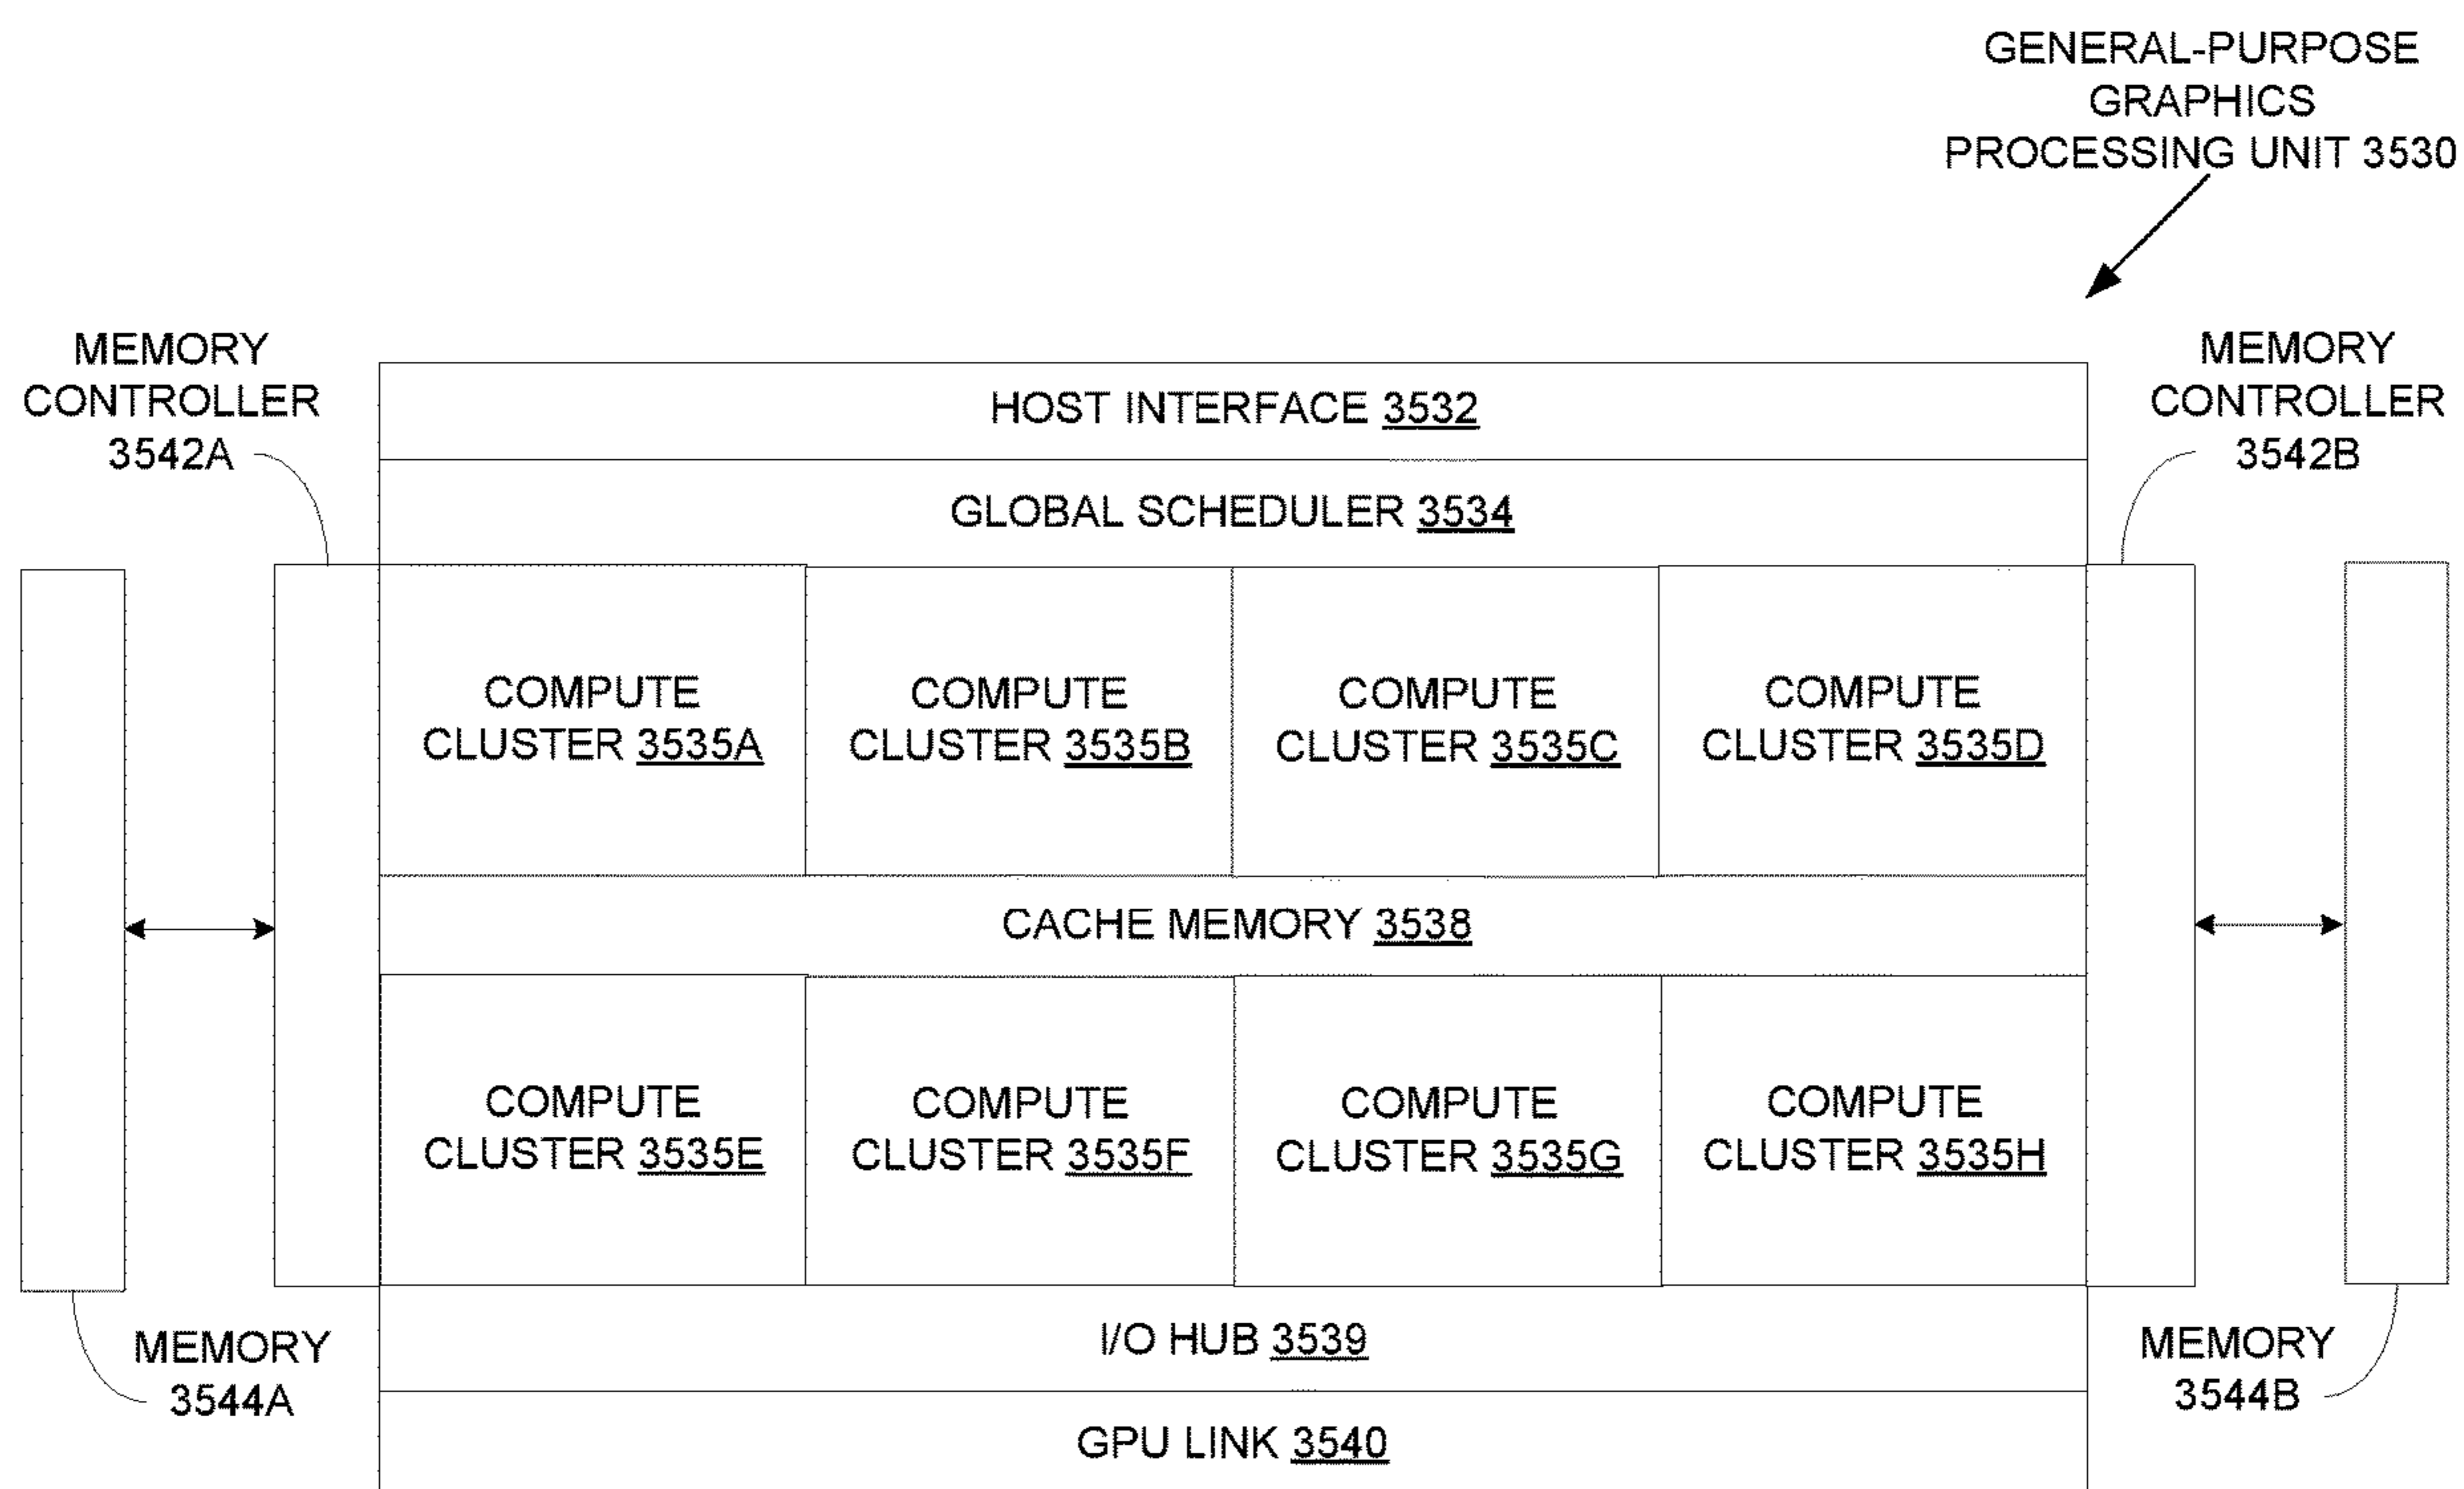 GENERAL-PURPOSE
GRAPHICS
PROCESSING UNIT 3530
MEMORY
CONTROLLER
3542A
MEMORY
CONTROLLER
3542B
HOST INTERFACE 3532
GLOBAL SCHEDULER 3534
COMPUTE
CLUSTER 3535A
COMPUTE
CLUSTER 3535B
COMPUTE
CLUSTER 3535C
COMPUTE
CLUSTER 3535D
CACHE MEMORY 3538
COMPUTE
CLUSTER 3535E
COMPUTE
CLUSTER 3535F
COMPUTE
CLUSTER 3535G
COMPUTE
CLUSTER 3535H
I/O HUB 3539
MEMORY
3544A
MEMORY
3544B
GPU LINK 3540